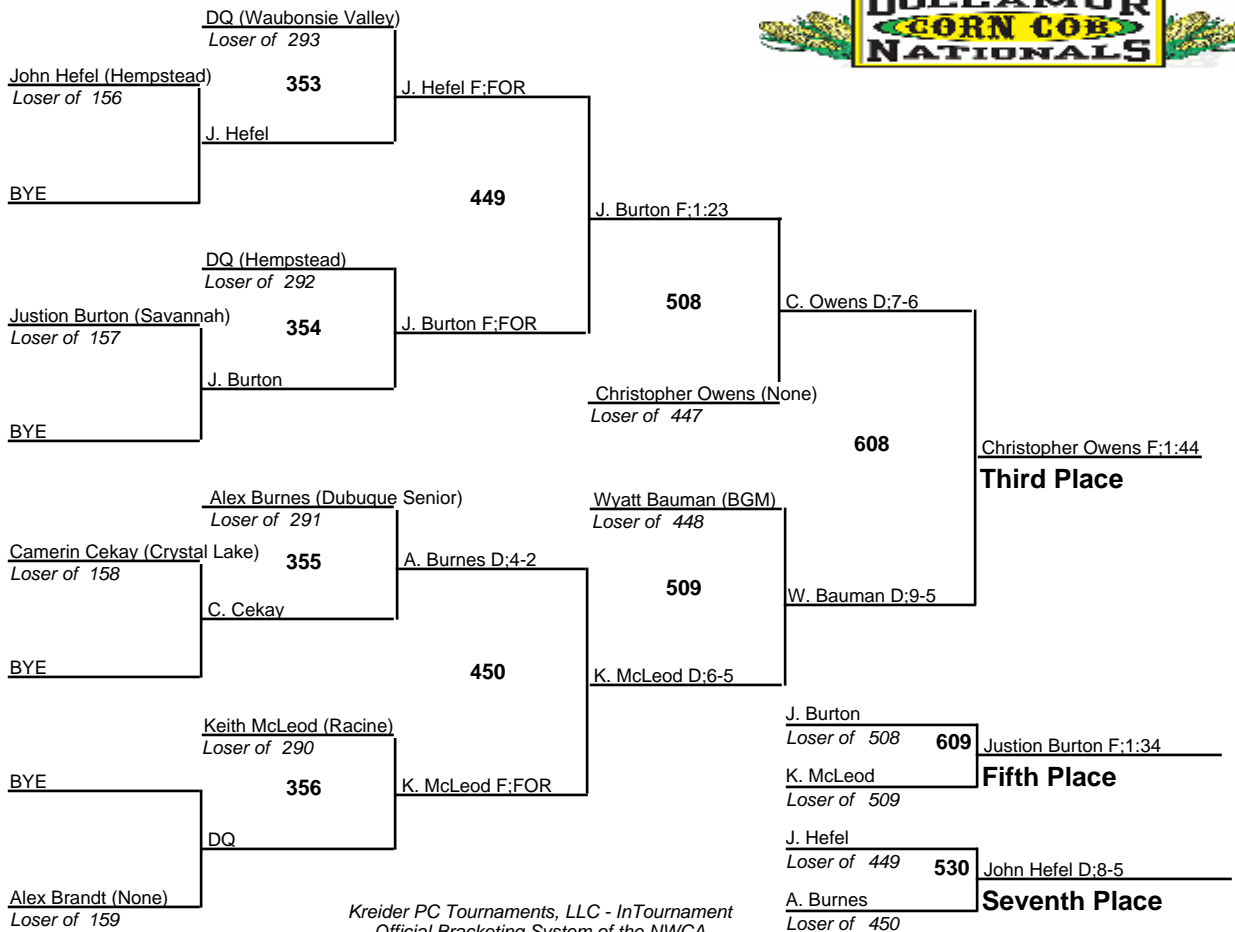 DOLLAMUR
CORN COB
NATIONALS
DQ (Waubonsie Valley)
Loser of 293
John Hefel (Hempstead)
Loser of 156
353
J. Hefel F;FOR
J. Hefel
BYE
449
J. Burton F;1:23
DQ (Hempstead)
Loser of 292
Justion Burton (Savannah)
Loser of 157
354
J. Burton F;FOR
508
C. Owens D;7-6
J. Burton
Christopher Owens (None)
Loser of 447
BYE
608
Christopher Owens F;1:44
Third Place
Alex Burnes (Dubuque Senior)
Loser of 291
Wyatt Bauman (BGM)
Loser of 448
Camerin Cekay (Crystal Lake)
Loser of 158
355
A. Burnes D;4-2
509
W. Bauman D;9-5
C. Cekay
BYE
450
K. McLeod D;6-5
Keith McLeod (Racine)
Loser of 290
J. Burton
Loser of 508
609
Justion Burton F;1:34
Fifth Place
K. McLeod
Loser of 509
BYE
356
K. McLeod F;FOR
DQ
J. Hefel
Loser of 449
530
John Hefel D;8-5
Seventh Place
A. Burnes
Loser of 450
Alex Brandt (None)
Loser of 159
Kreider PC Tournaments, LLC - InTournament
Official Bracketing System of the NWCA